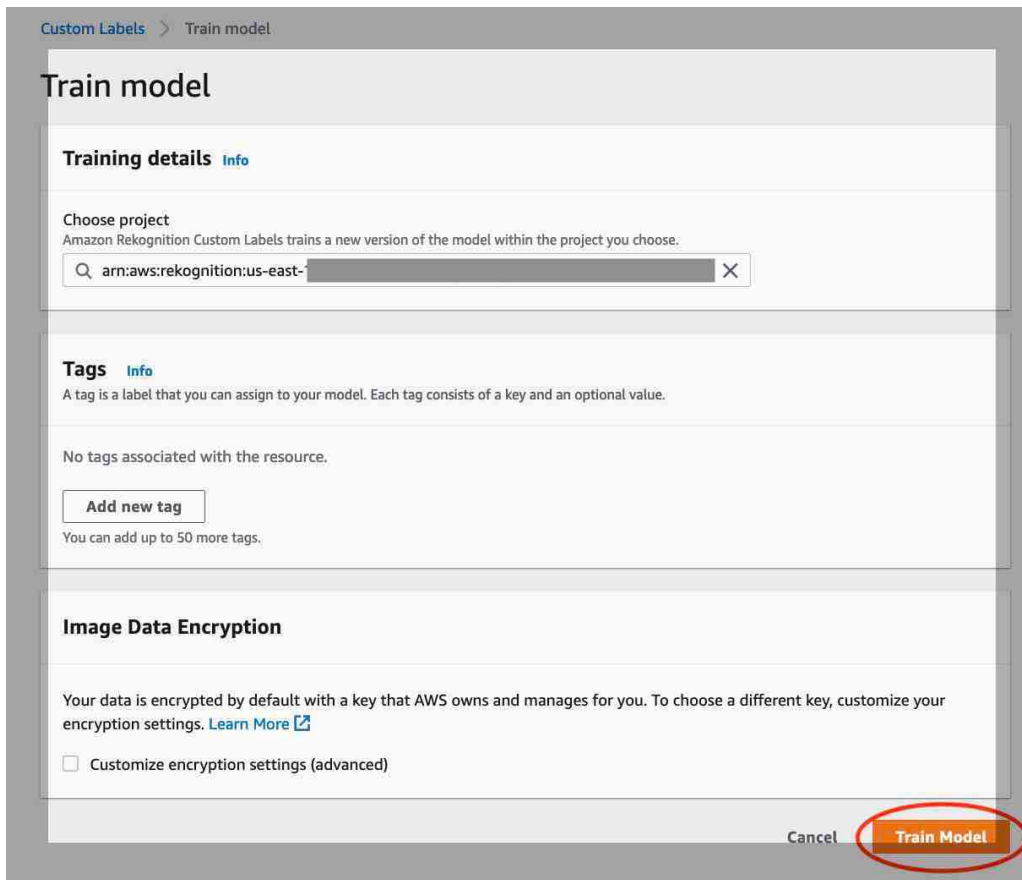 Custom Labels > Train model
Train model
Training details Info
Choose project
Amazon Rekognition Custom Labels trains a new version of the model within the project you choose.
arn:aws:rekognition:us-east-
Tags Info
A tag is a label that you can assign to your model. Each tag consists of a key and an optional value.
No tags associated with the resource.
Add new tag
You can add up to 50 more tags.
Image Data Encryption
Your data is encrypted by default with a key that AWS owns and manages for you. To choose a different key, customize your
encryption settings. Learn More
Customize encryption settings (advanced)
Cancel Train Model